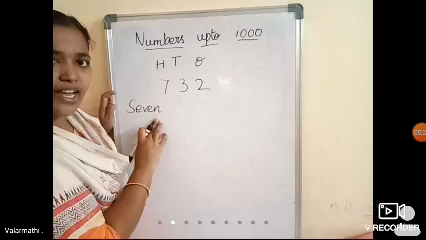 Numbers upto 1000
H T O
7 3 2
Seven
Valarmathi .
V RECORDER